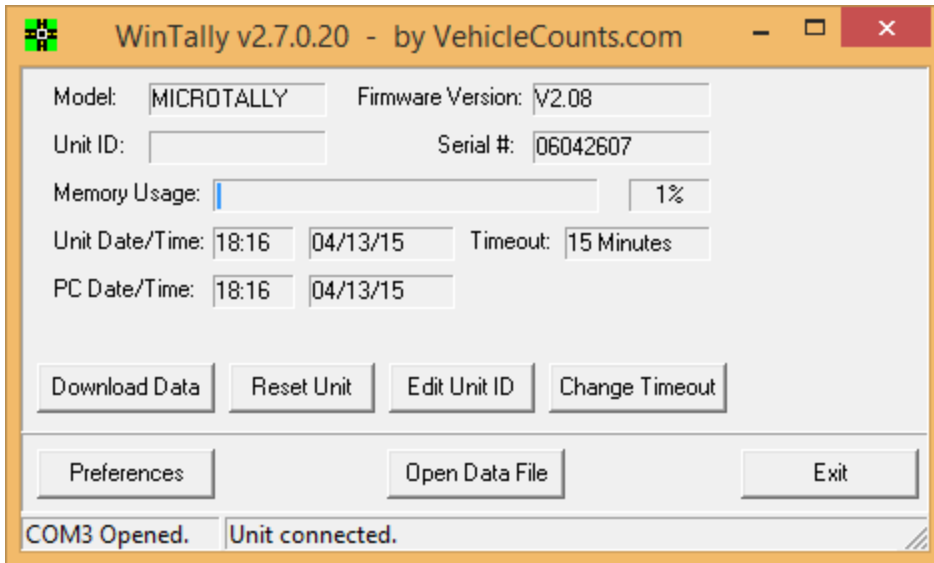 WinTally v2.7.0.20 - by VehicleCounts.com
Model: MICROTALLY Firmware Version: V2.08
Unit ID: Serial #: 06042607
Memory Usage: 1%
Unit Date/Time: 18:16 04/13/15 Timeout: 15 Minutes
PC Date/Time: 18:16 04/13/15
Download Data Reset Unit Edit Unit ID Change Timeout
Preferences Open Data File Exit
COM3 Opened. Unit connected.